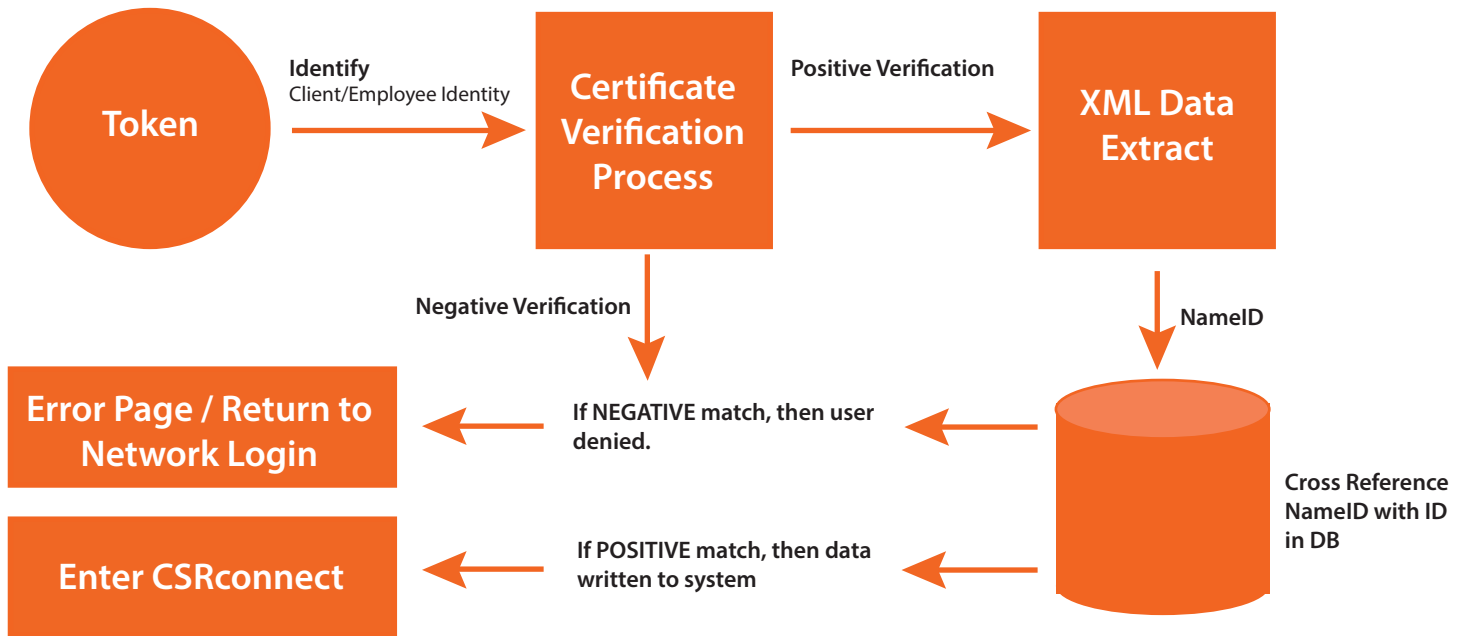 Token
Identify
Client/Employee Identity
Certificate
Verification
Process
Positive Verification
XML Data
Extract
Negative Verification
NameID
Error Page / Return to
Network Login
If NEGATIVE match, then user
denied.
Cross Reference
NameID with ID
in DB
Enter CSRconnect
If POSITIVE match, then data
written to system